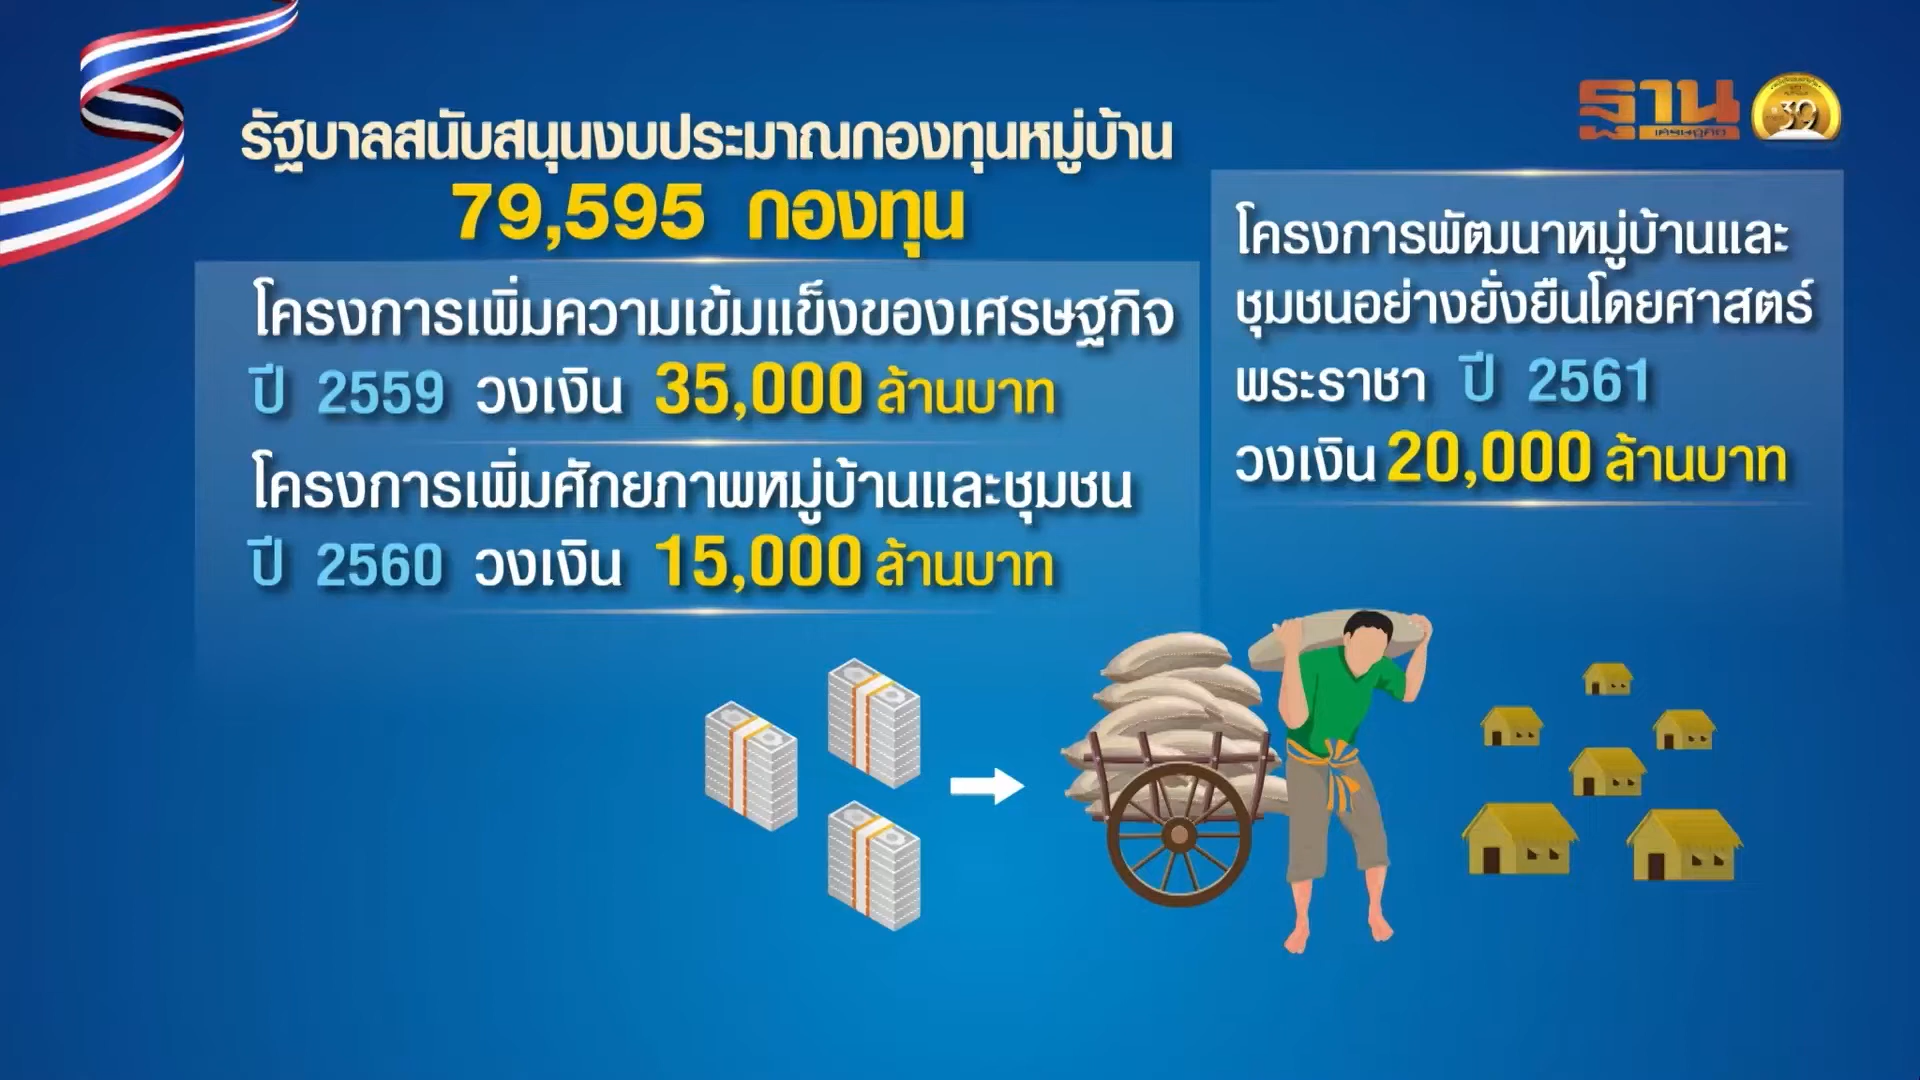 รัฐบาลสนับสนุนงบประมาณกองทุนหมู่บ้าน
79,595 กองทุน
โครงการเพิ่มความเข้มแข็งของเศรษฐกิจ
ปี 2559 วงเงิน 35,000 ล้านบาท
โครงการเพิ่มศักยภาพหมู่บ้านและชุมชน
ปี 2560 วงเงิน 15,000 ล้านบาท
ฐาน
เศรษฐกิจ
39
โครงการพัฒนาหมู่บ้านและ
ชุมชนอย่างยั่งยืนโดยศาสตร์
พระราชา ปี 2561
วงเงิน 20,000 ล้านบาท